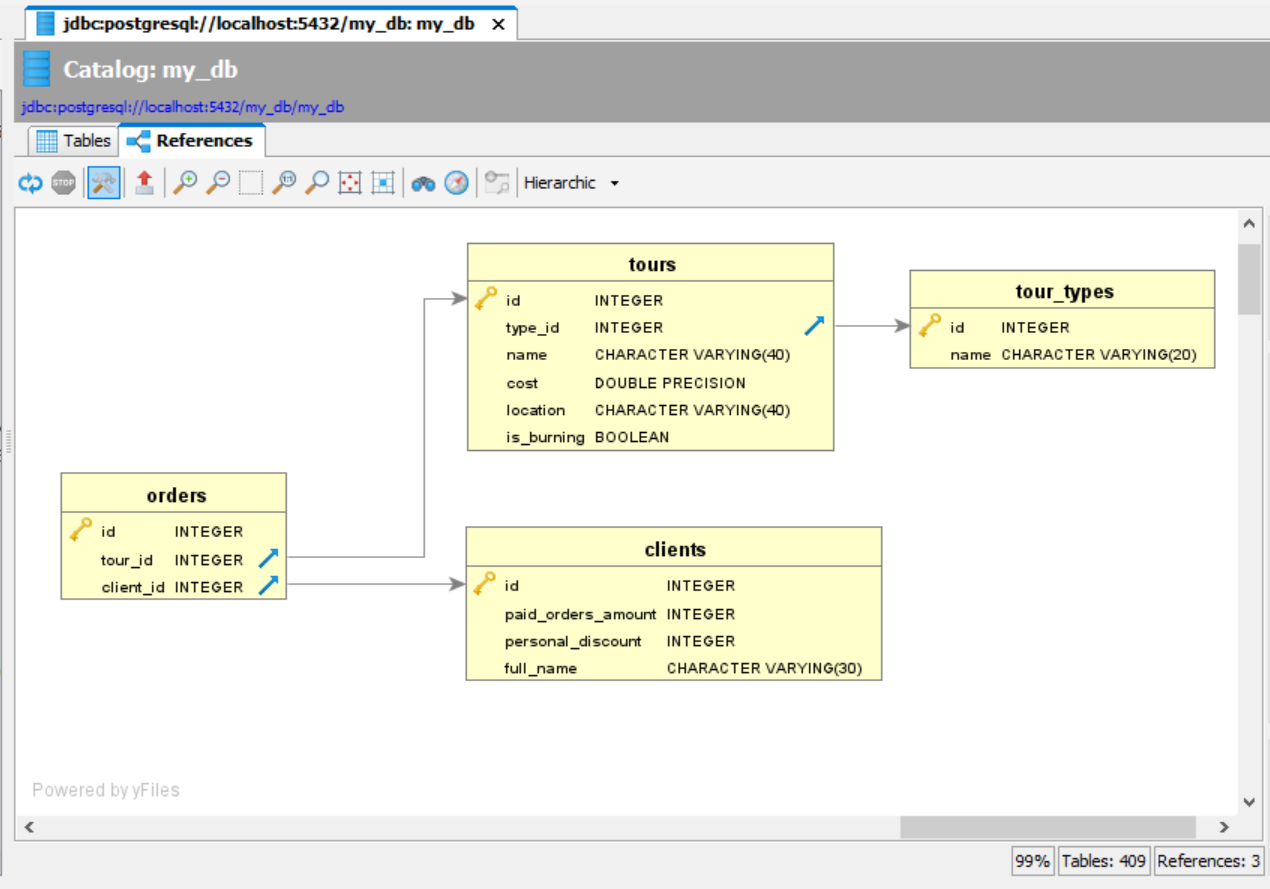 jdbc:postgresql://localhost:5432/my_db: my_db
Catalog: my_db
jdbc:postgresql://localhost:5432/my_db/my_db
Tables References
STOP 1:1 Hierarchic
tours
id INTEGER
type_id INTEGER
name CHARACTER VARYING(40)
cost DOUBLE PRECISION
location CHARACTER VARYING(40)
is_burning BOOLEAN
tour_types
id INTEGER
name CHARACTER VARYING(20)
orders
id INTEGER
tour_id INTEGER
client_id INTEGER
clients
id INTEGER
paid_orders_amount INTEGER
personal_discount INTEGER
full_name CHARACTER VARYING(30)
Powered by yFiles
99% Tables: 409 References: 3